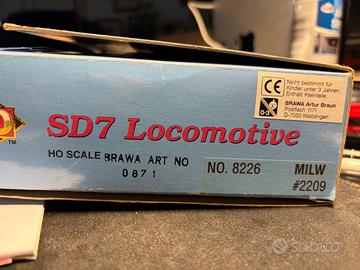 Nicht bestimmt für
Kinder unter 3 Jahren.
Enthält Kleinteile.
BRAWA Artur Braun
Postfach 1171
D-7050 Waiblingen
TM
SD7 Locomotive
HO SCALE BRAWA ART NO
0871
NO. 8226
MILW
#2209
subito